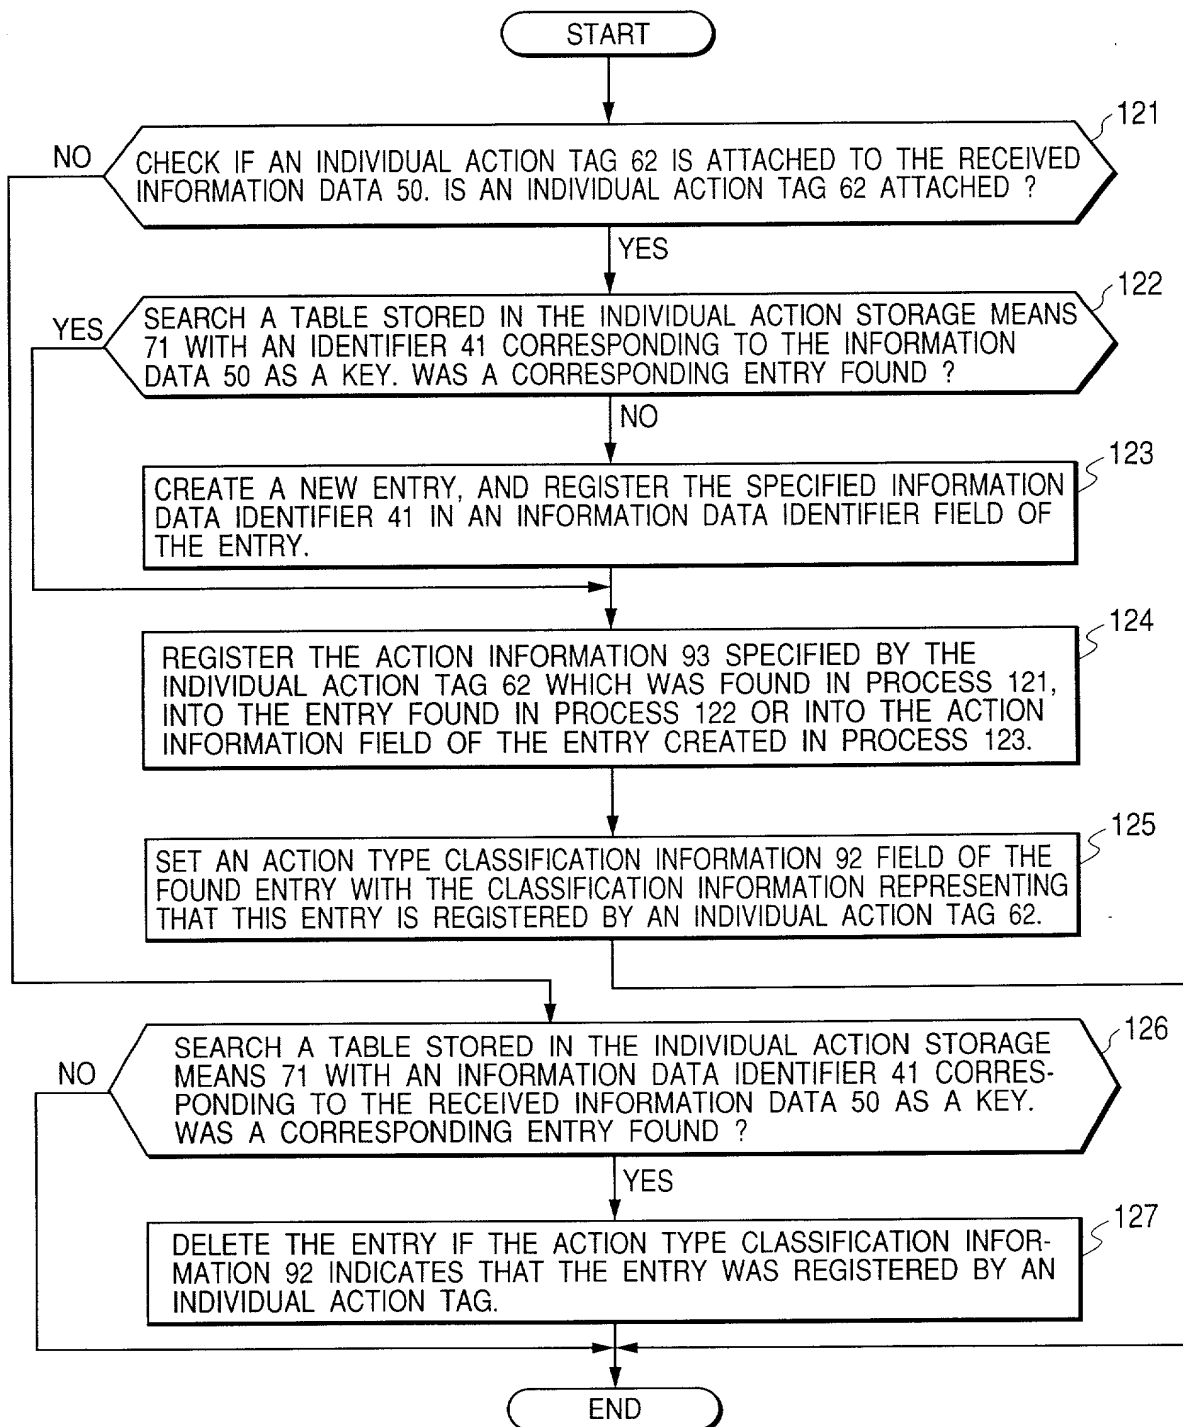 START
121
NO
CHECK IF AN INDIVIDUAL ACTION TAG 62 IS ATTACHED TO THE RECEIVED
INFORMATION DATA 50. IS AN INDIVIDUAL ACTION TAG 62 ATTACHED ?
YES
122
YES
SEARCH A TABLE STORED IN THE INDIVIDUAL ACTION STORAGE MEANS
71 WITH AN IDENTIFIER 41 CORRESPONDING TO THE INFORMATION
DATA 50 AS A KEY. WAS A CORRESPONDING ENTRY FOUND ?
NO
123
CREATE A NEW ENTRY, AND REGISTER THE SPECIFIED INFORMATION
DATA IDENTIFIER 41 IN AN INFORMATION DATA IDENTIFIER FIELD OF
THE ENTRY.
124
REGISTER THE ACTION INFORMATION 93 SPECIFIED BY THE
INDIVIDUAL ACTION TAG 62 WHICH WAS FOUND IN PROCESS 121,
INTO THE ENTRY FOUND IN PROCESS 122 OR INTO THE ACTION
INFORMATION FIELD OF THE ENTRY CREATED IN PROCESS 123.
125
SET AN ACTION TYPE CLASSIFICATION INFORMATION 92 FIELD OF THE
FOUND ENTRY WITH THE CLASSIFICATION INFORMATION REPRESENTING
THAT THIS ENTRY IS REGISTERED BY AN INDIVIDUAL ACTION TAG 62.
126
NO
SEARCH A TABLE STORED IN THE INDIVIDUAL ACTION STORAGE
MEANS 71 WITH AN INFORMATION DATA IDENTIFIER 41 CORRES-
PONDING TO THE RECEIVED INFORMATION DATA 50 AS A KEY.
WAS A CORRESPONDING ENTRY FOUND ?
YES
127
DELETE THE ENTRY IF THE ACTION TYPE CLASSIFICATION INFOR-
MATION 92 INDICATES THAT THE ENTRY WAS REGISTERED BY AN
INDIVIDUAL ACTION TAG.
END